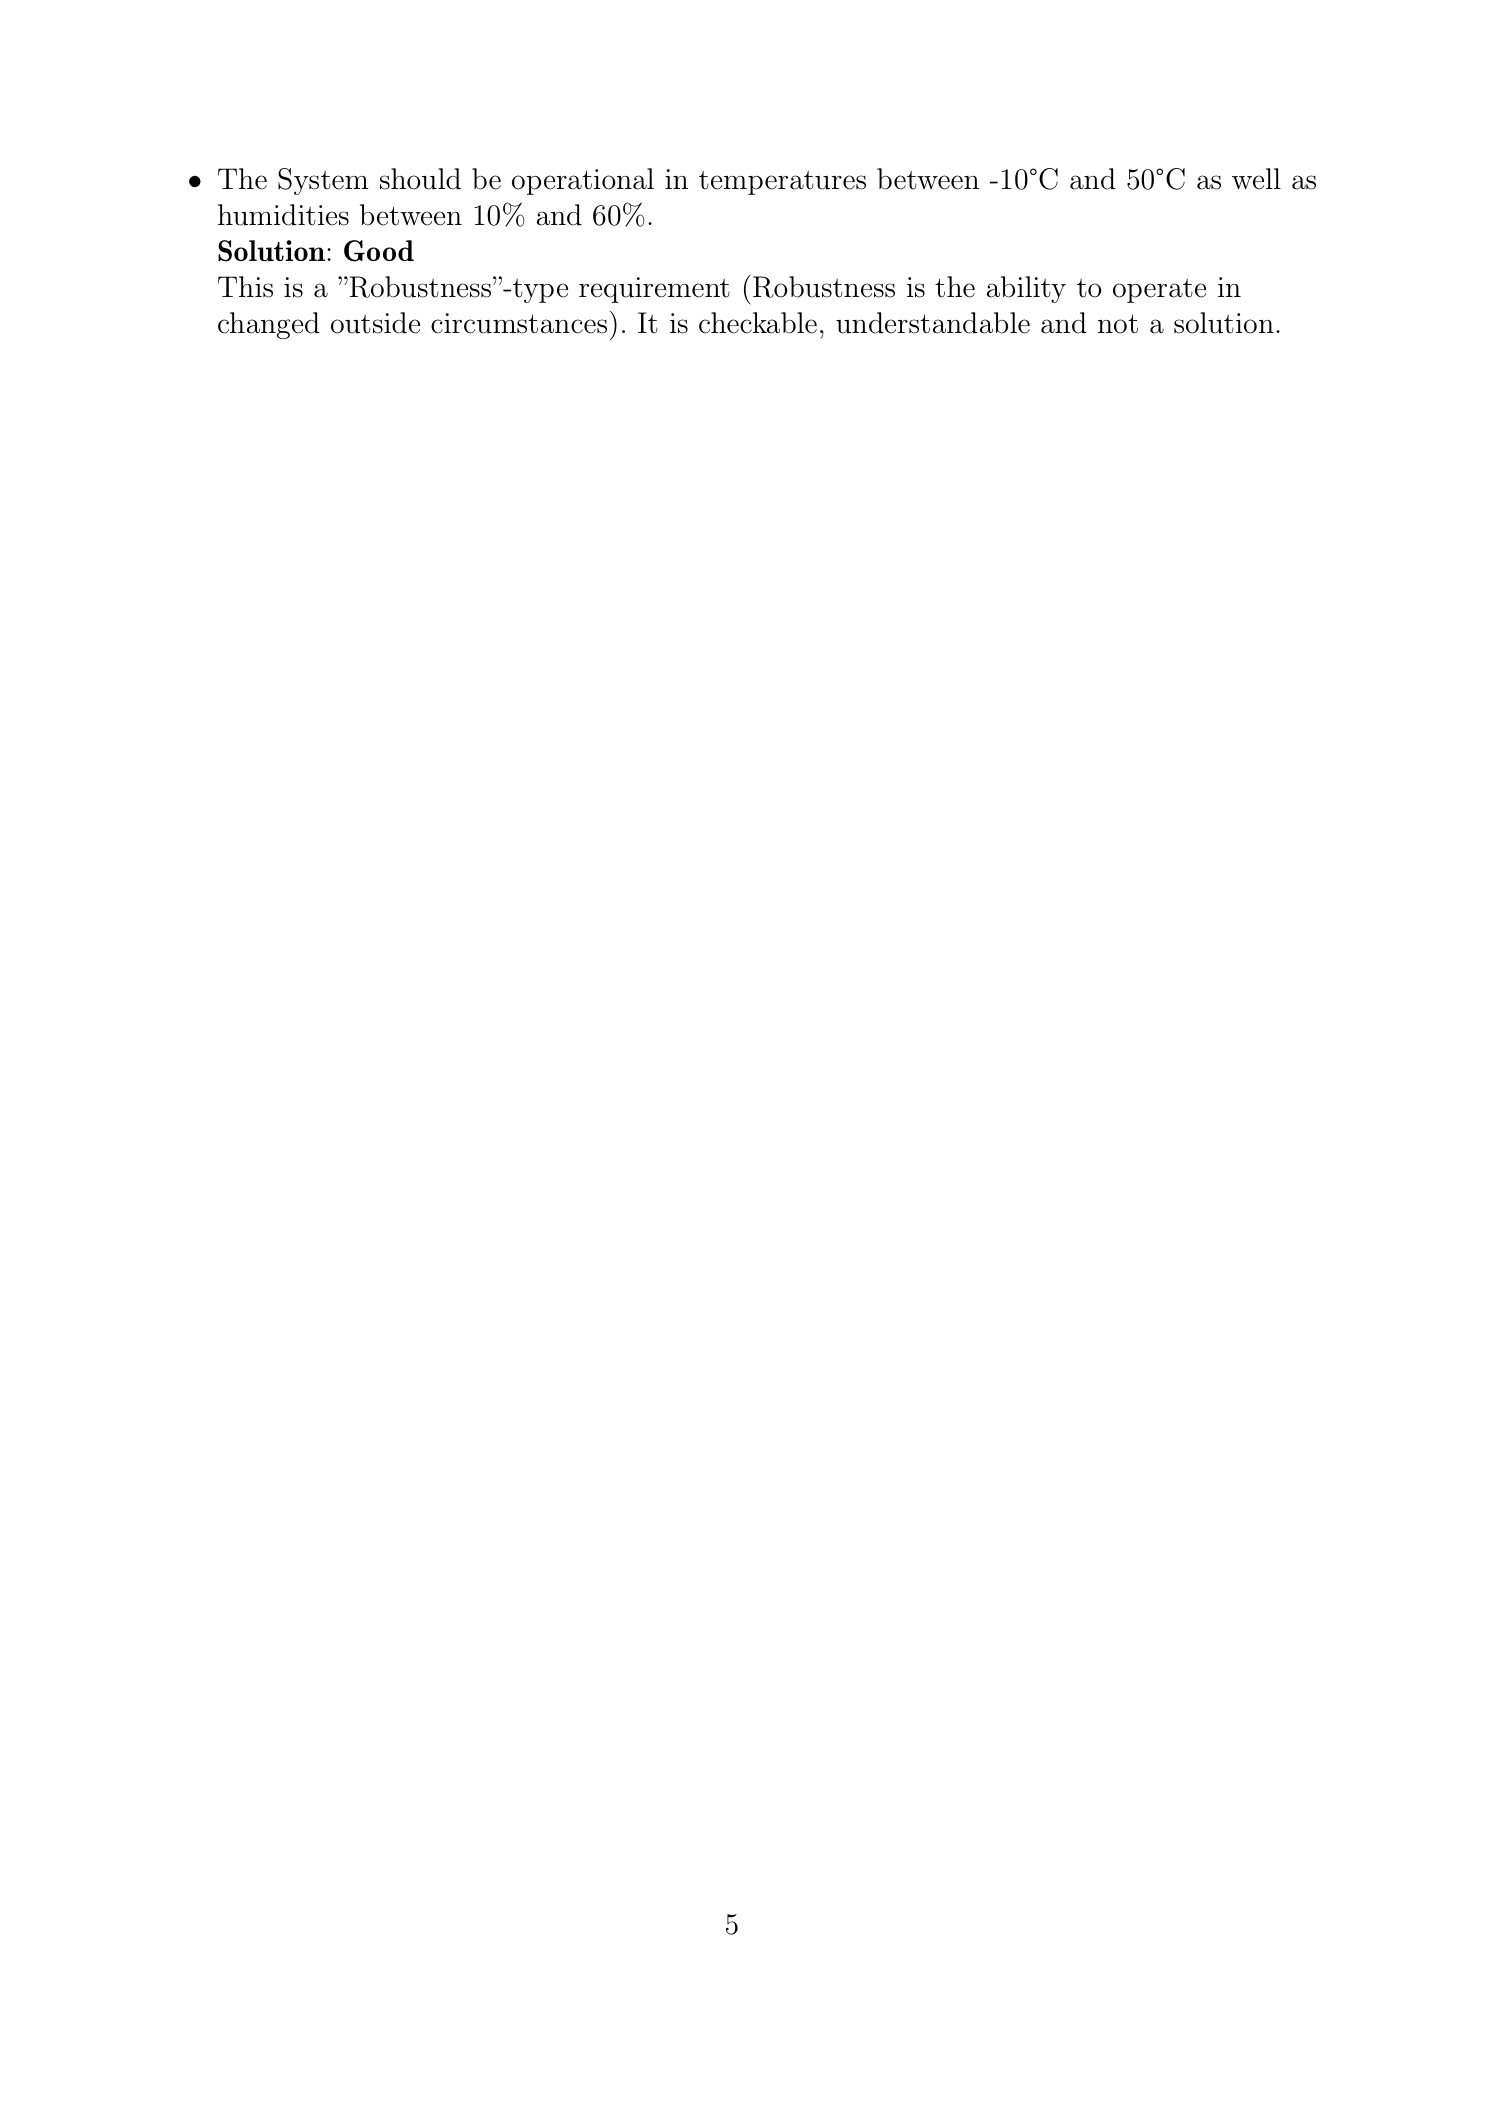 • The System should be operational in temperatures between -10°C and 50°C as well as
humidities between 10% and 60%.
Solution: Good
This is a ”Robustness”-type requirement (Robustness is the ability to operate in
changed outside circumstances). It is checkable, understandable and not a solution.
5